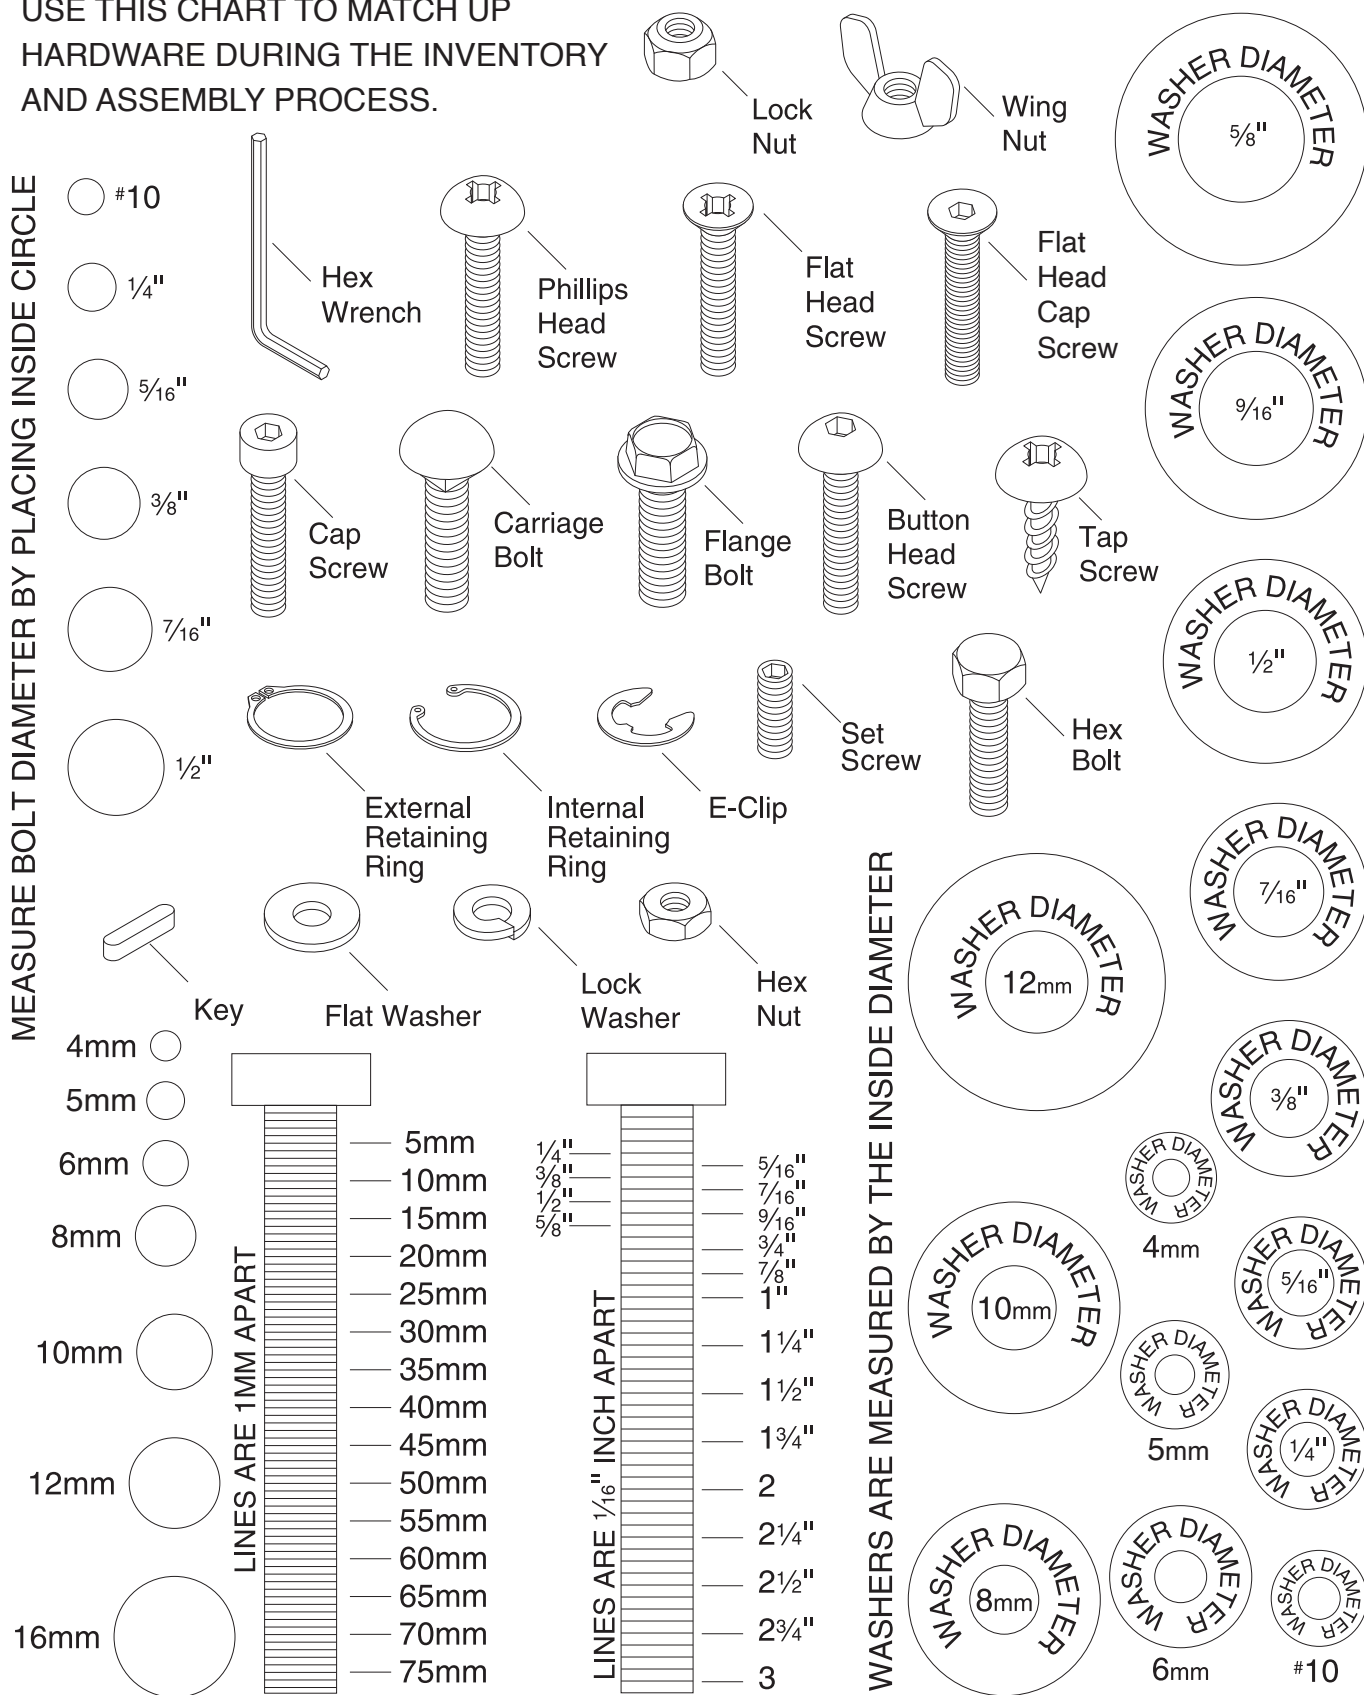 USE THIS CHART TO MATCH UP
HARDWARE DURING THE INVENTORY
AND ASSEMBLY PROCESS.
Lock
Nut
Wing
Nut
WASHER DIAMETER
5/8"
MEASURE BOLT DIAMETER BY PLACING INSIDE CIRCLE
#10
1/4"
5/16"
3/8"
7/16"
1/2"
Hex
Wrench
Phillips
Head
Screw
Flat
Head
Screw
Flat
Head
Cap
Screw
WASHER DIAMETER
9/16"
Cap
Screw
Carriage
Bolt
Flange
Bolt
Button
Head
Screw
Tap
Screw
WASHER DIAMETER
1/2"
External
Retaining
Ring
Internal
Retaining
Ring
E-Clip
Set
Screw
Hex
Bolt
WASHER DIAMETER
7/16"
Key
Flat Washer
Lock
Washer
Hex
Nut
WASHERS ARE MEASURED BY THE INSIDE DIAMETER
WASHER DIAMETER
12mm
WASHER DIAMETER
3/8"
4mm
5mm
6mm
8mm
10mm
12mm
16mm
LINES ARE 1MM APART
5mm
10mm
15mm
20mm
25mm
30mm
35mm
40mm
45mm
50mm
55mm
60mm
65mm
70mm
75mm
LINES ARE 1/16" INCH APART
1/4"
3/8"
1/2"
5/8"
5/16"
7/16"
9/16"
3/4"
7/8"
1"
1 1/4"
1 1/2"
1 3/4"
2
2 1/4"
2 1/2"
2 3/4"
3
WASHER DIAMETER
4mm
WASHER DIAMETER
10mm
WASHER DIAMETER
5/16"
WASHER DIAMETER
5mm
WASHER DIAMETER
1/4"
WASHER DIAMETER
8mm
WASHER DIAMETER
6mm
WASHER DIAMETER
#10